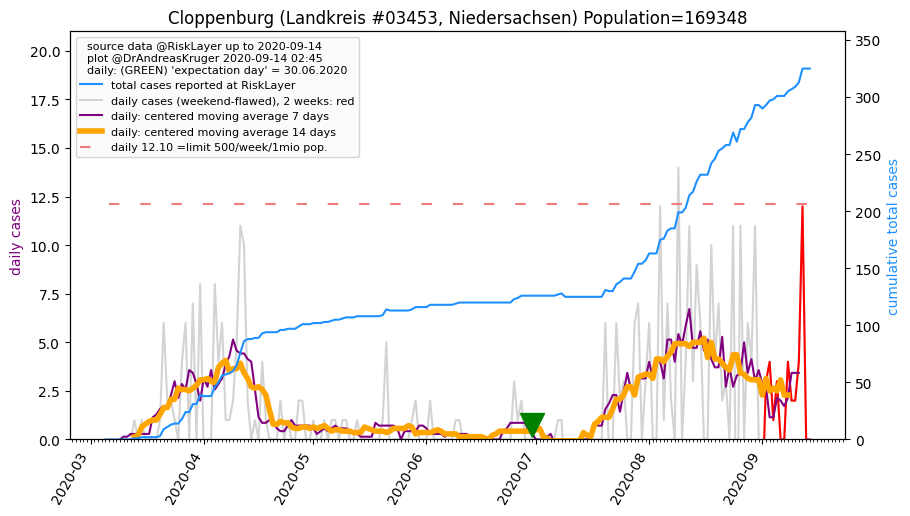 Cloppenburg (Landkreis #03453, Niedersachsen) Population=169348
source data @RiskLayer up to 2020-09-14
plot @DrAndreasKruger 2020-09-14 02:45
daily: (GREEN) 'expectation day' = 30.06.2020
total cases reported at RiskLayer
daily cases (weekend-flawed), 2 weeks: red
daily: centered moving average 7 days
daily: centered moving average 14 days
daily 12.10 =limit 500/week/1mio pop.
daily cases
20.0
17.5
15.0
12.5
10.0
7.5
5.0
2.5
0.0
cumulative total cases
350
300
250
200
150
100
50
0
2020-03
2020-04
2020-05
2020-06
2020-07
2020-08
2020-09